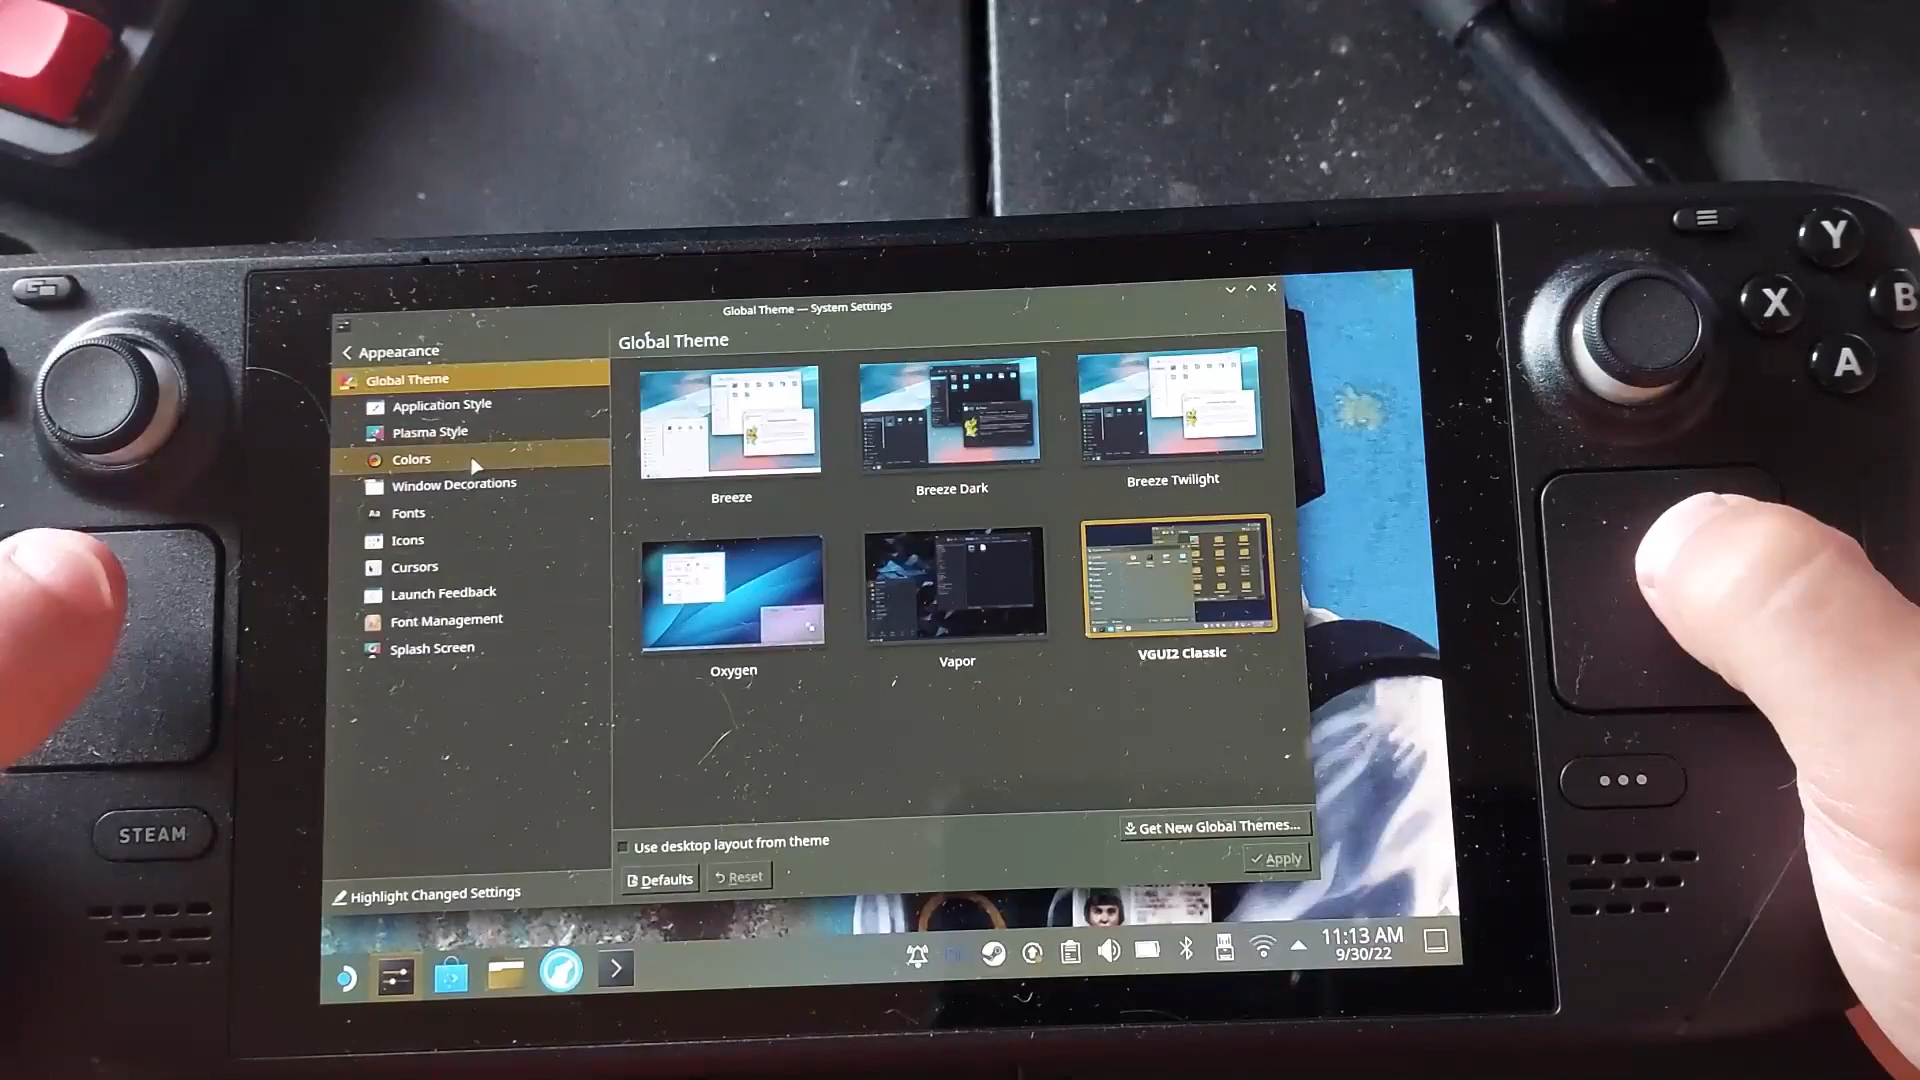 Global Theme — System Settings
Appearance
Global Theme
Application Style
Plasma Style
Colors
Window Decorations
Fonts
Icons
Cursors
Launch Feedback
Font Management
Splash Screen
Highlight Changed Settings
Global Theme
Breeze
Breeze Dark
Breeze Twilight
Oxygen
Vapor
VGUI2 Classic
Use desktop layout from theme
Get New Global Themes...
Defaults
Reset
Apply
11:13 AM
9/30/22
STEAM
Y
X
B
A